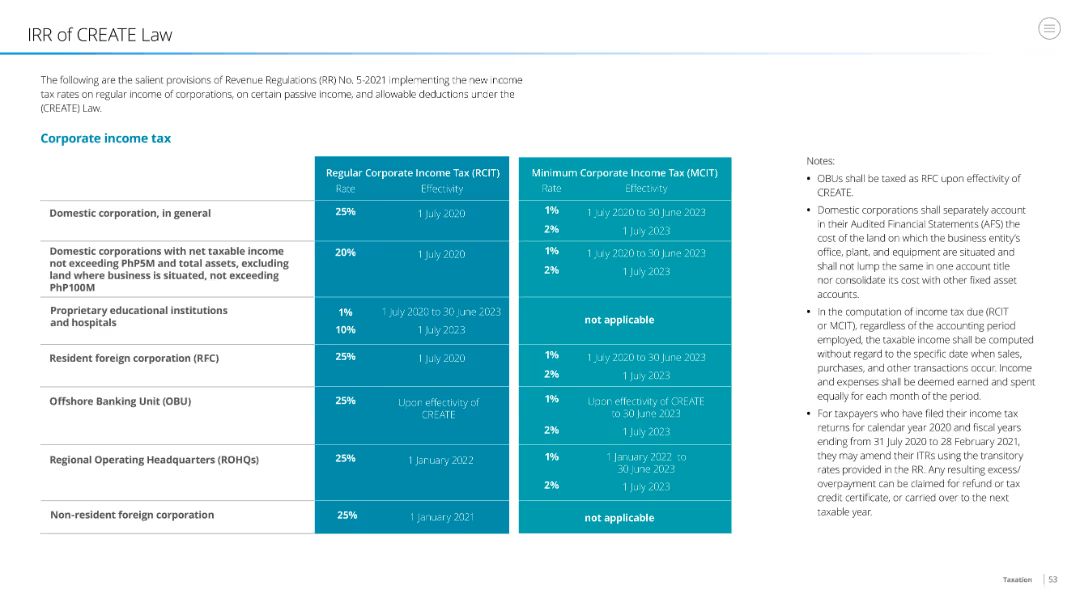 IRR of CREATE Law
The following are the salient provisions of Revenue Regulations (RR) No. 5-2021 implementing the new income
tax rates on regular income of corporations, on certain passive income, and allowable deductions under the
(CREATE) Law.
Corporate income tax
Regular Corporate Income Tax (RCIT)
Rate Effectivity
Minimum Corporate Income Tax (MCIT)
Rate Effectivity
Domestic corporation, in general
25% 1 July 2020
1% 1 July 2020 to 30 June 2023
2% 1 July 2023
Domestic corporations with net taxable income
not exceeding PhP5M and total assets, excluding
land where business is situated, not exceeding
PhP100M
20% 1 July 2020
1% 1 July 2020 to 30 June 2023
2% 1 July 2023
Proprietary educational institutions
and hospitals
1% 1 July 2020 to 30 June 2023
10% 1 July 2023
not applicable
Resident foreign corporation (RFC)
25% 1 July 2020
1% 1 July 2020 to 30 June 2023
2% 1 July 2023
Offshore Banking Unit (OBU)
25% Upon effectivity of
CREATE
1% Upon effectivity of CREATE
to 30 June 2023
2% 1 July 2023
Regional Operating Headquarters (ROHQs)
25% 1 January 2022
1% 1 January 2022 to
30 June 2023
2% 1 July 2023
Non-resident foreign corporation
25% 1 January 2021
not applicable
Notes:
• OBUs shall be taxed as RFC upon effectivity of
CREATE.
• Domestic corporations shall separately account
in their Audited Financial Statements (AFS) the
cost of the land on which the business entity's
office, plant, and equipment are situated and
shall not lump the same in one account title
nor consolidate its cost with other fixed asset
accounts.
• In the computation of income tax due (RCIT
or MCIT), regardless of the accounting period
employed, the taxable income shall be computed
without regard to the specific date when sales,
purchases, and other transactions occur. Income
and expenses shall be deemed earned and spent
equally for each month of the period.
• For taxpayers who have filed their income tax
returns for calendar year 2020 and fiscal years
ending from 31 July 2020 to 28 February 2021,
they may amend their ITRs using the transitory
rates provided in the RR. Any resulting excess/
overpayment can be claimed for refund or tax
credit certificate, or carried over to the next
taxable year.
Taxation 53